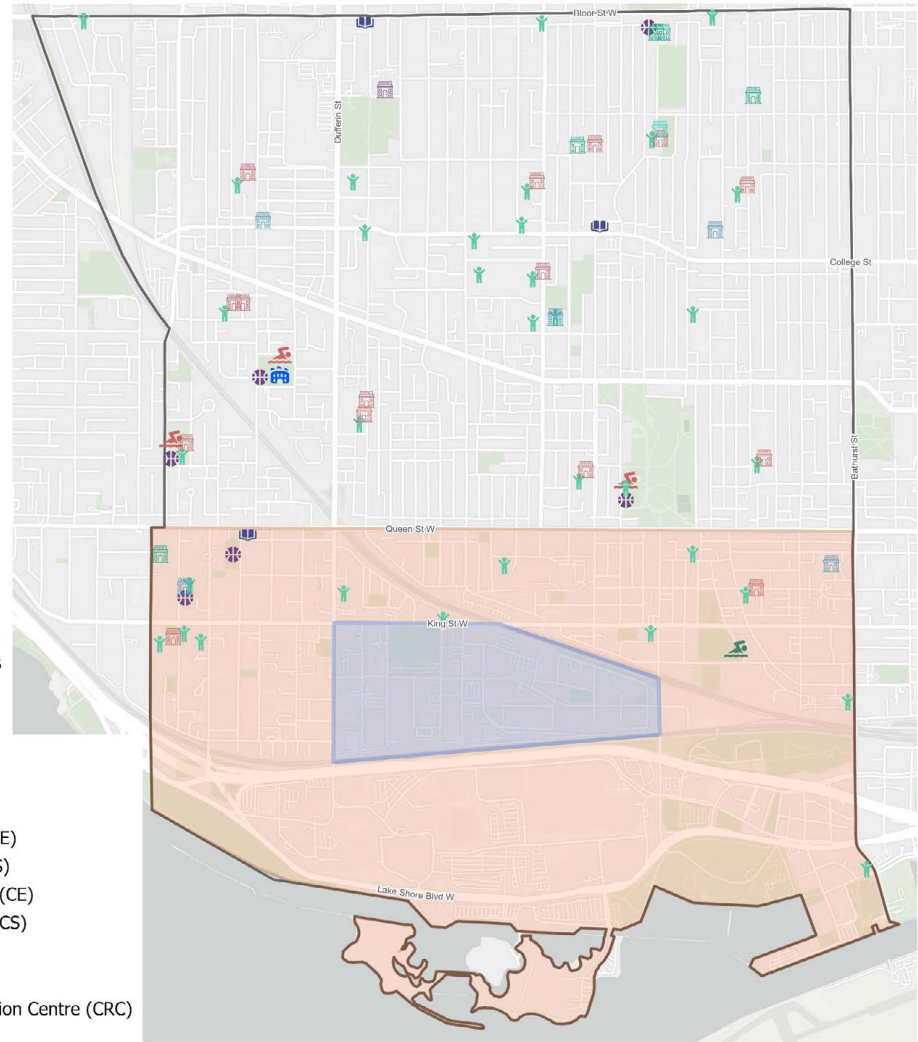 Bloor St W
Dufferin St
College St
Bathurst St
Queen St W
King St W
s
E)
S)
(CE)
CS)
Lake Shore Blvd W
ion Centre (CRC)